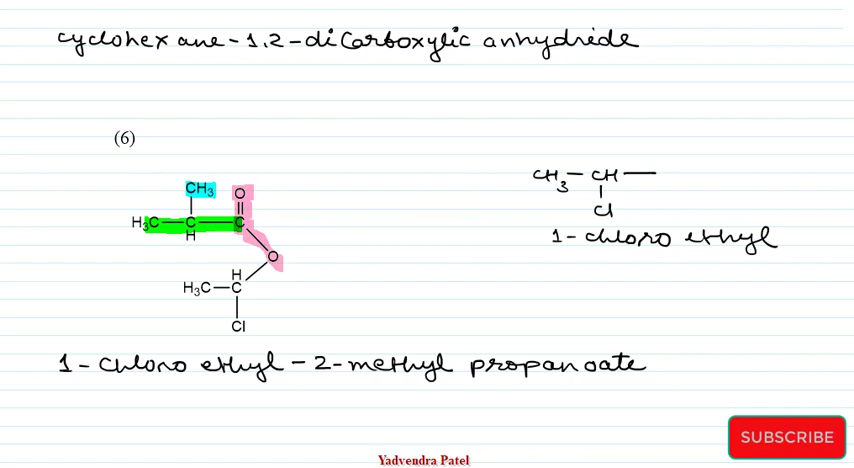 cyclohexane-1,2-dicarboxylic anhydride
(6)
CH3 O
H3C-C-C
H
O
H
H3C-C
Cl
CH3-CH-
Cl
1-chloro ethyl
1-chloro ethyl-2-methyl propanoate
SUBSCRIBE
Yadvendra Patel